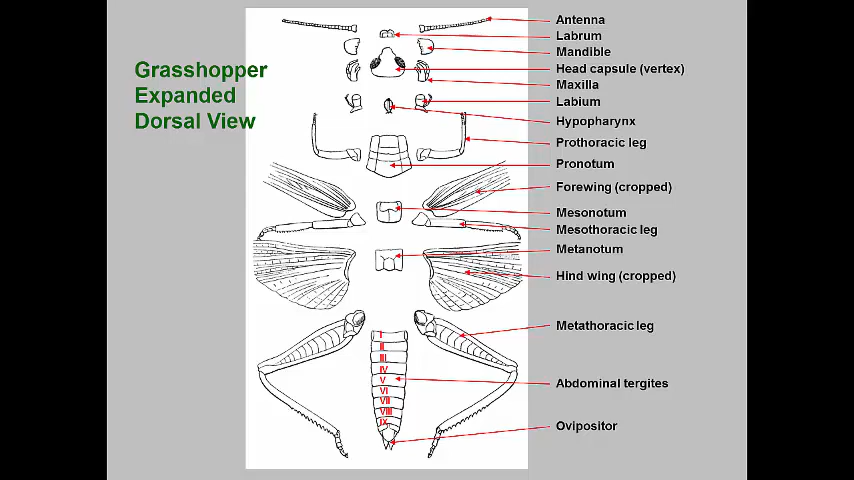 Grasshopper
Expanded
Dorsal View
Antenna
Labrum
Mandible
Head capsule (vertex)
Maxilla
Labium
Hypopharynx
Prothoracic leg
Pronotum
Forewing (cropped)
Mesonotum
Mesothoracic leg
Metanotum
Hind wing (cropped)
Metathoracic leg
Abdominal tergites
Ovipositor
I
II
III
IV
V
VI
VII
VIII
IX